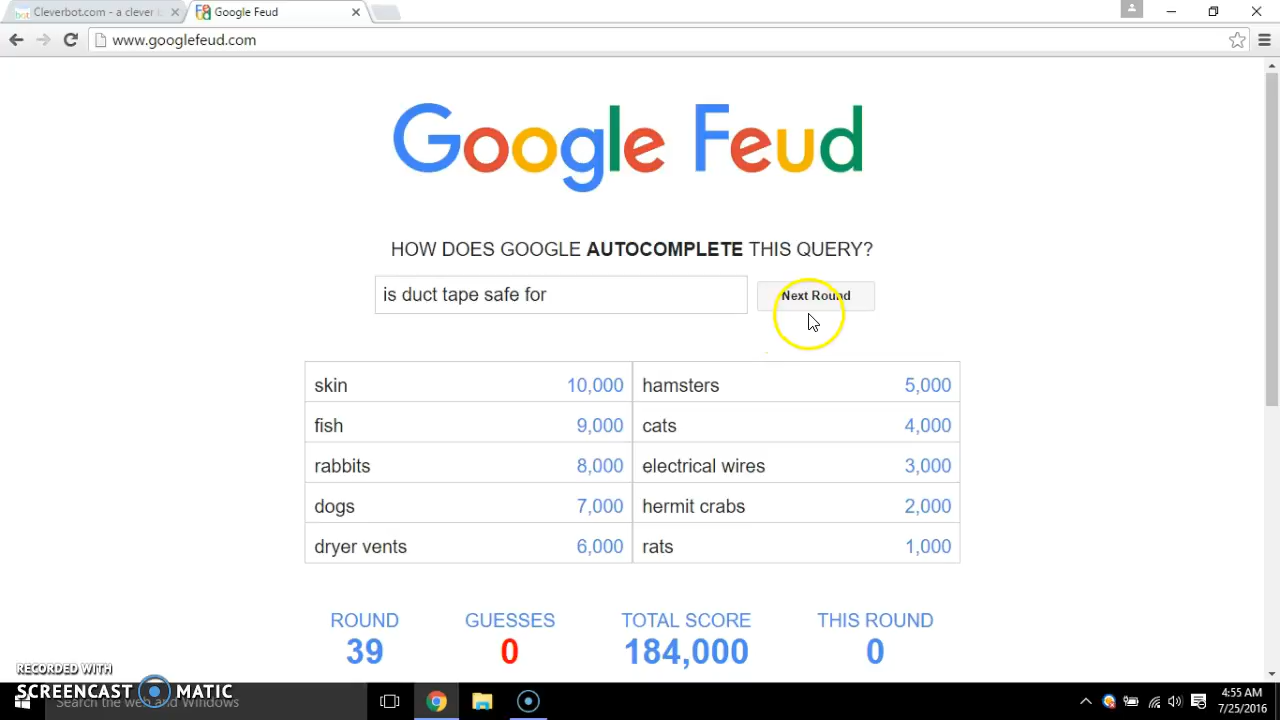 Cleverbot.com - a clever
Google Feud
www.googlefeud.com
Google Feud
HOW DOES GOOGLE AUTOCOMPLETE THIS QUERY?
is duct tape safe for
Next Round
skin 10,000 hamsters 5,000
fish 9,000 cats 4,000
rabbits 8,000 electrical wires 3,000
dogs 7,000 hermit crabs 2,000
dryer vents 6,000 rats 1,000
ROUND GUESSES TOTAL SCORE THIS ROUND
39 0 184,000 0
RECORDED WITH
SCREENCAST MATIC
Search the web and Windows
4:55 AM
7/25/2016